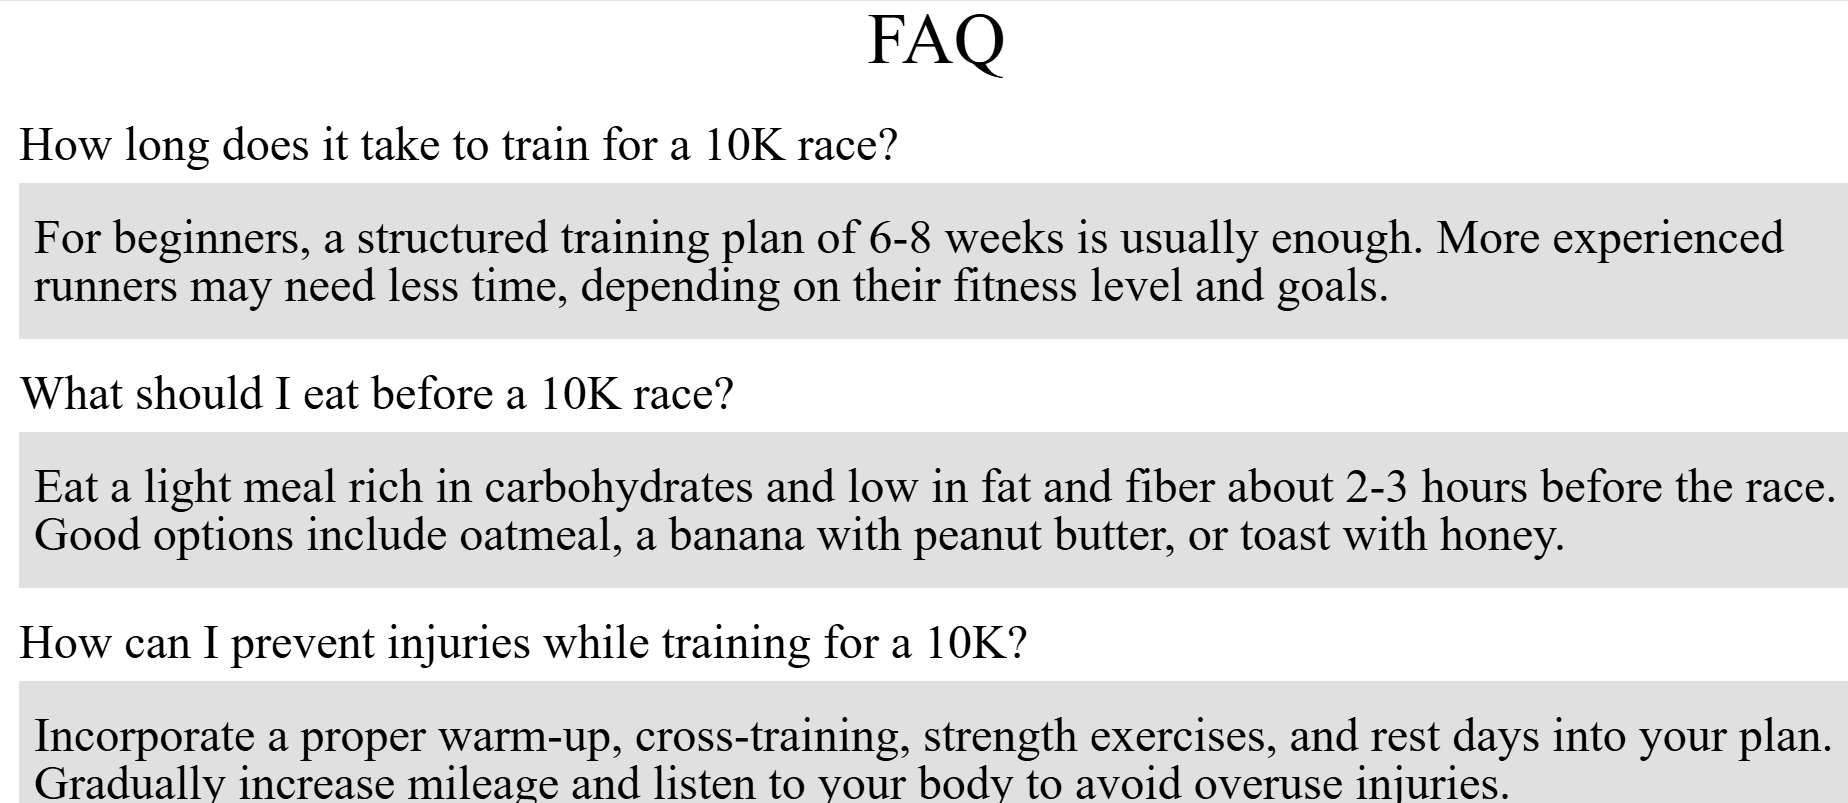 FAQ
How long does it take to train for a 10K race?
For beginners, a structured training plan of 6-8 weeks is usually enough. More experienced
runners may need less time, depending on their fitness level and goals.
What should I eat before a 10K race?
Eat a light meal rich in carbohydrates and low in fat and fiber about 2-3 hours before the race.
Good options include oatmeal, a banana with peanut butter, or toast with honey.
How can I prevent injuries while training for a 10K?
Incorporate a proper warm-up, cross-training, strength exercises, and rest days into your plan.
Gradually increase mileage and listen to your body to avoid overuse injuries.